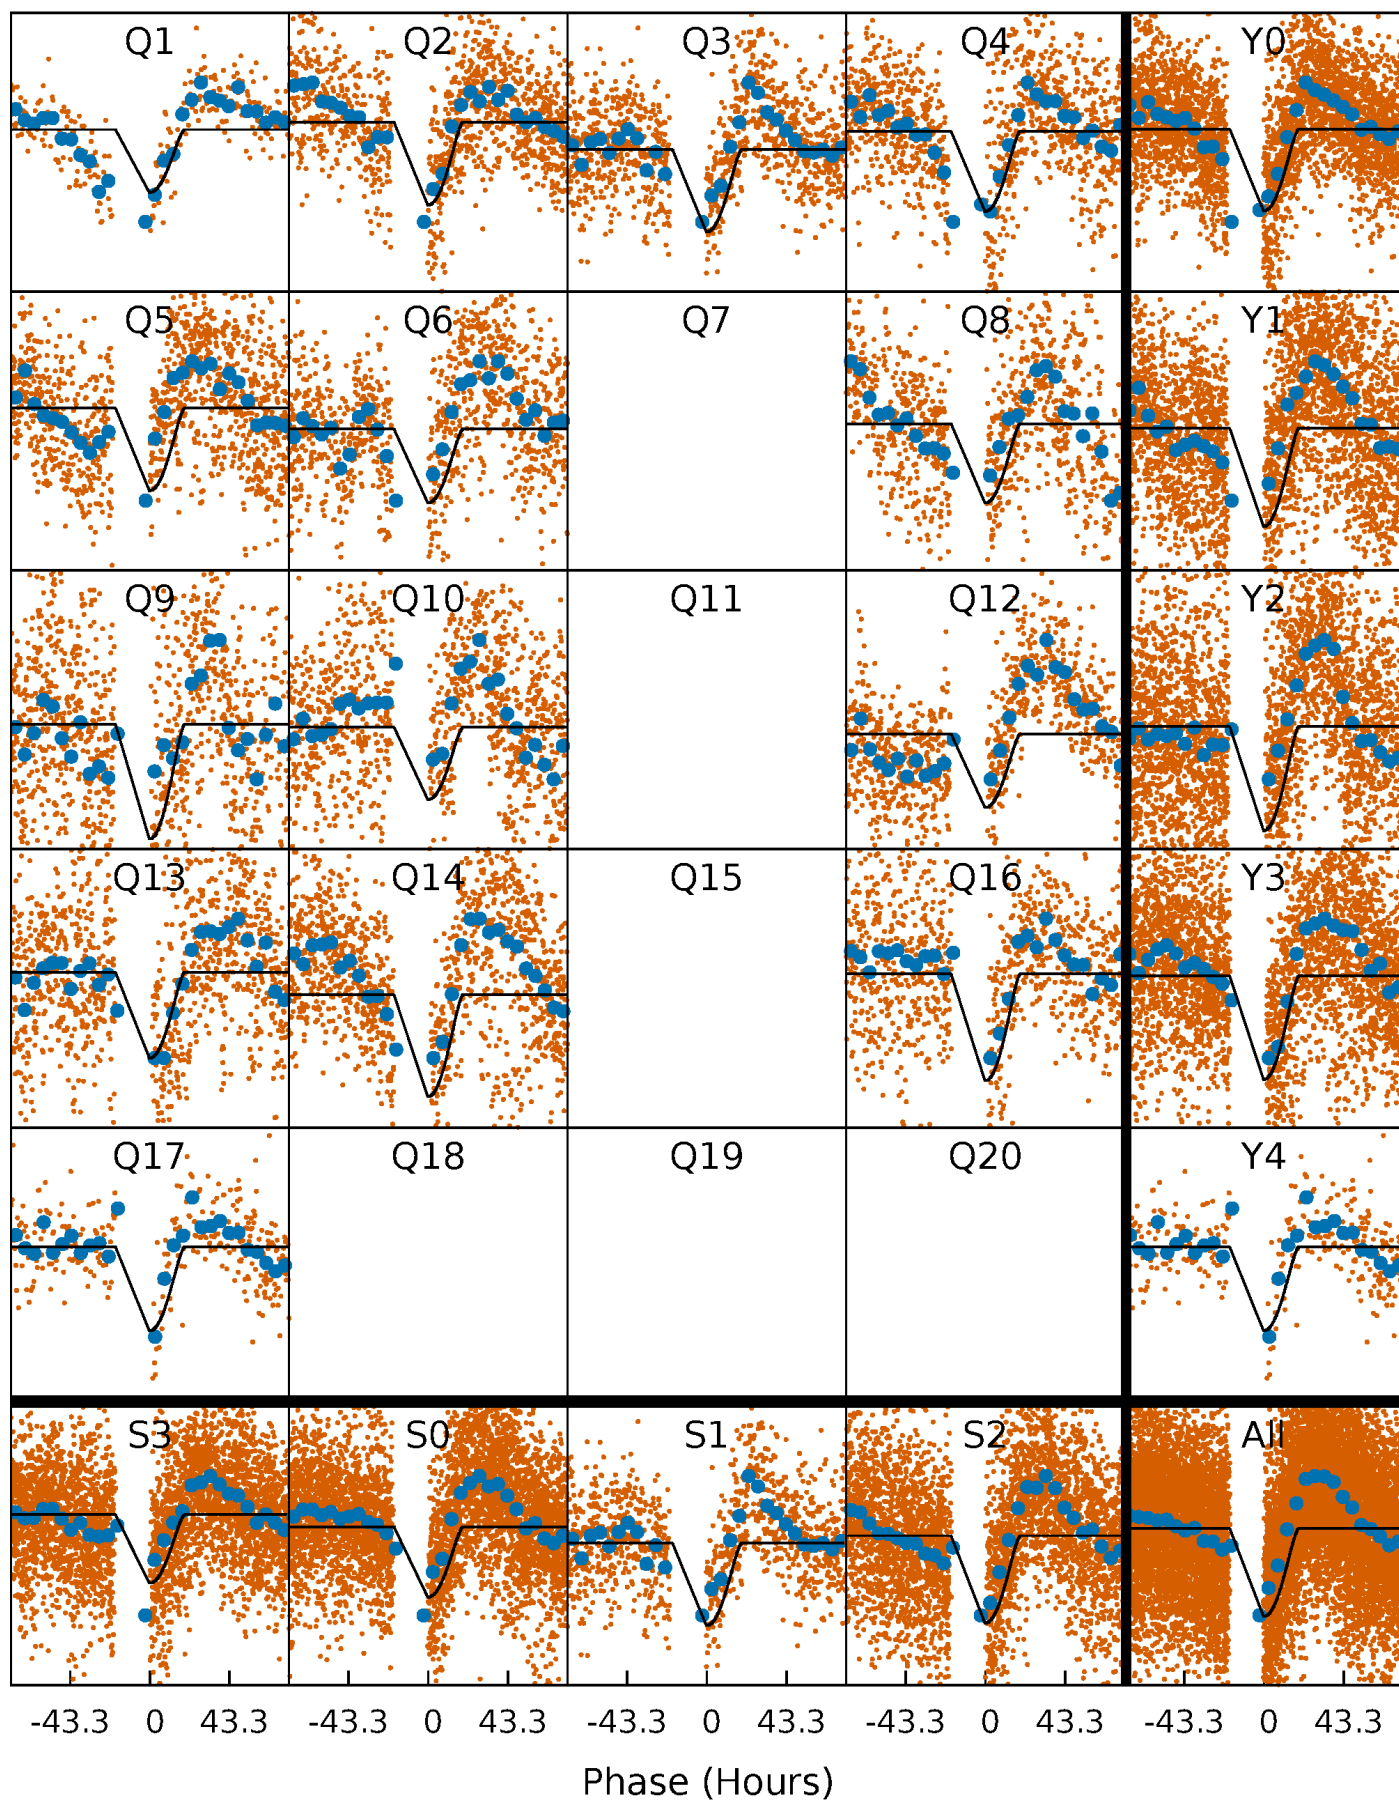 Q1 Q2 Q3 Q4 Y0
Q5 Q6 Q7 Q8 Y1
Q9 Q10 Q11 Q12 Y2
Q13 Q14 Q15 Q16 Y3
Q17 Q18 Q19 Q20 Y4
S3 S0 S1 S2 All
-43.3 0 43.3 -43.3 0 43.3 -43.3 0 43.3 -43.3 0 43.3 -43.3 0 43.3
Phase (Hours)